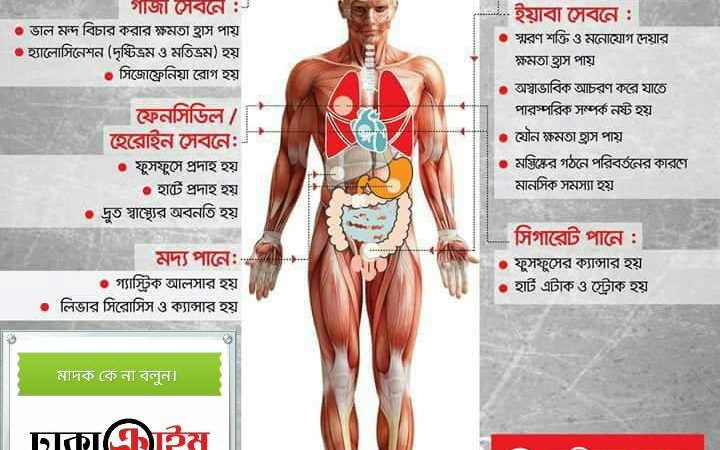 গাঁজা সেবনে :
ভাল মন্দ বিচার করার ক্ষমতা হ্রাস পায়
হ্যালোসিনেশন (দৃষ্টিভ্রম ও মতিভ্রম) হয়
সিজোফ্রেনিয়া রোগ হয়
ফেনসিডিল /
হেরোইন সেবনে:
ফুসফুসে প্রদাহ হয়
হার্টে প্রদাহ হয়
দ্রুত স্বাস্থ্যের অবনতি হয়
মদ্য পানে:
গ্যাস্ট্রিক আলসার হয়
লিভার সিরোসিস ও ক্যান্সার হয়
মাদক কে না বলুন।
ঢাকা ক্রাইম
ইয়াবা সেবনে :
স্মরণ শক্তি ও মনোযোগ দেয়ার
ক্ষমতা হ্রাস পায়
অস্বাভাবিক আচরণ করে যাতে
পারস্পরিক সম্পর্ক নষ্ট হয়
যৌন ক্ষমতা হ্রাস পায়
মস্তিষ্কের গঠনে পরিবর্তনের কারণে
মানসিক সমস্যা হয়
সিগারেট পানে :
ফুসফুসের ক্যান্সার হয়
হার্ট এটাক ও স্ট্রোক হয়